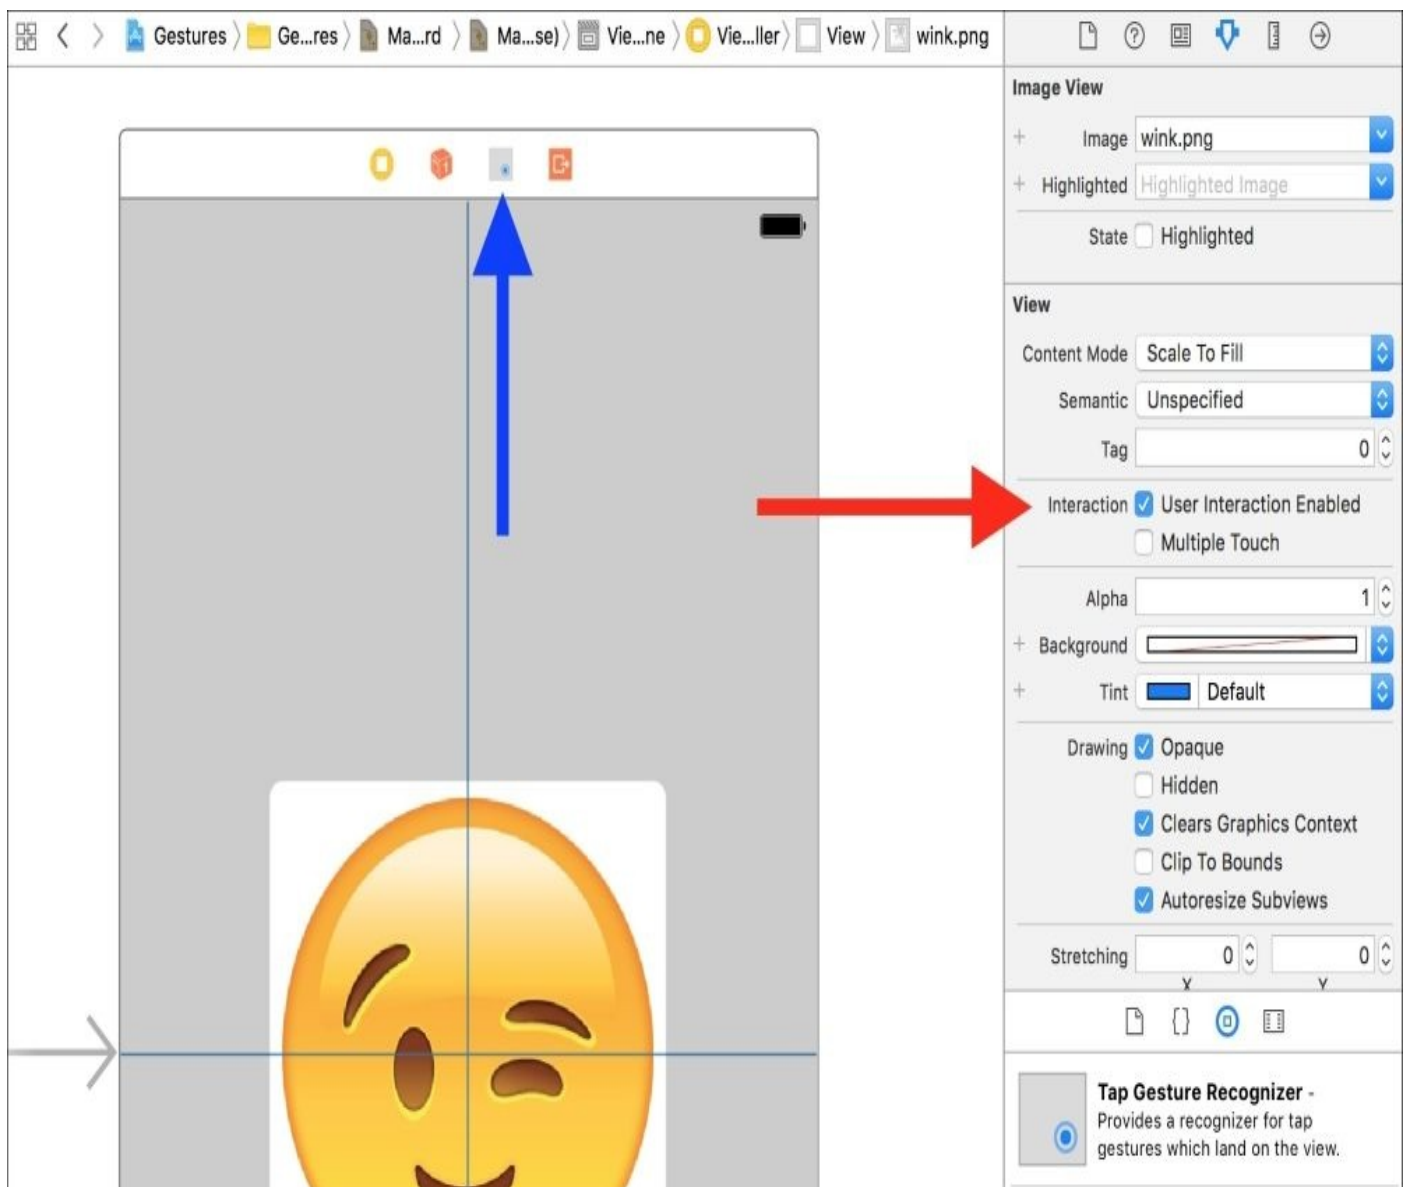 Gestures Ge...res Ma...rd Ma...se) Vie...ne Vie...ller View wink.png
Image View
Image wink.png
Highlighted Highlighted Image
State Highlighted
View
Content Mode Scale To Fill
Semantic Unspecified
Tag 0
Interaction User Interaction Enabled
Multiple Touch
Alpha 1
Background
Tint Default
Drawing Opaque
Hidden
Clears Graphics Context
Clip To Bounds
Autoresize Subviews
Stretching 0 0
X Y
Tap Gesture Recognizer -
Provides a recognizer for tap
gestures which land on the view.